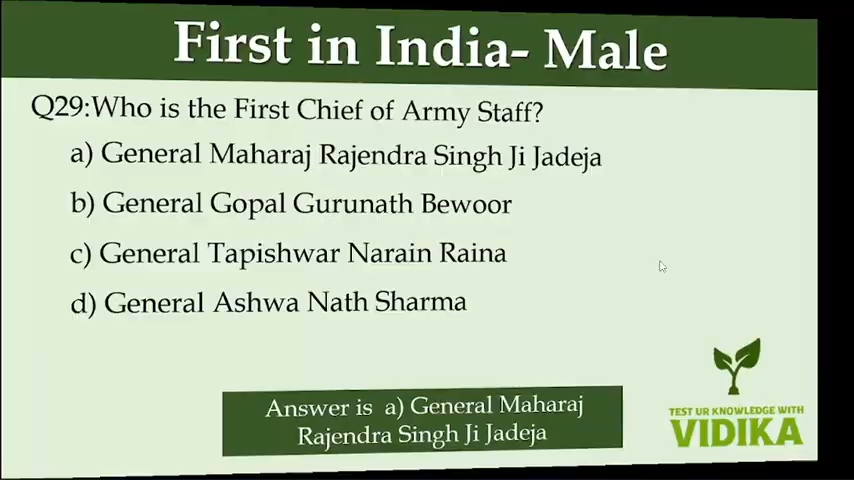 First in India- Male
Q29:Who is the First Chief of Army Staff?
a) General Maharaj Rajendra Singh Ji Jadeja
b) General Gopal Gurunath Bewoor
c) General Tapishwar Narain Raina
d) General Ashwa Nath Sharma
Answer is a) General Maharaj
Rajendra Singh Ji Jadeja
TEST UR KNOWLEDGE WITH
VIDIKA